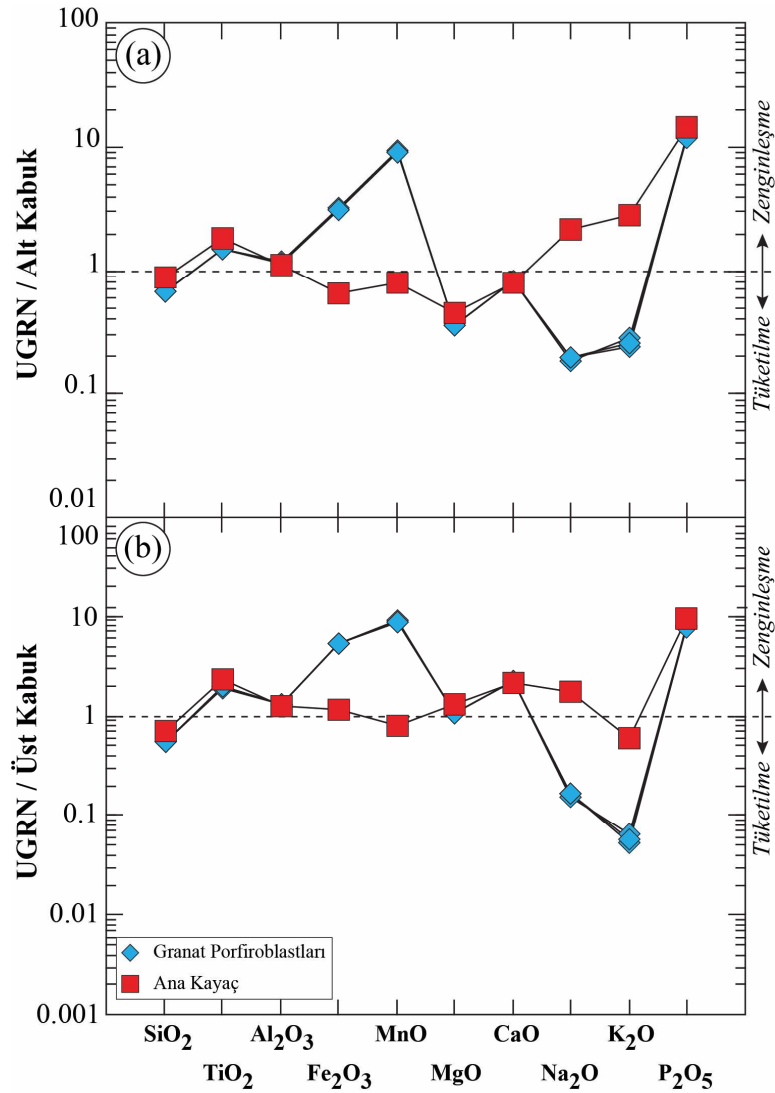 (a)
100
10
1
0.1
0.01
UGRN / Alt Kabuk
Tüketilme
Zenginleşme
(b)
100
10
1
0.1
0.01
0.001
UGRN / Üst Kabuk
Tüketilme
Zenginleşme
Granat Porfiroblastları
Ana Kayaç
SiO₂ Al₂O₃ MnO CaO K₂O
TiO₂ Fe₂O₃ MgO Na₂O P₂O₅